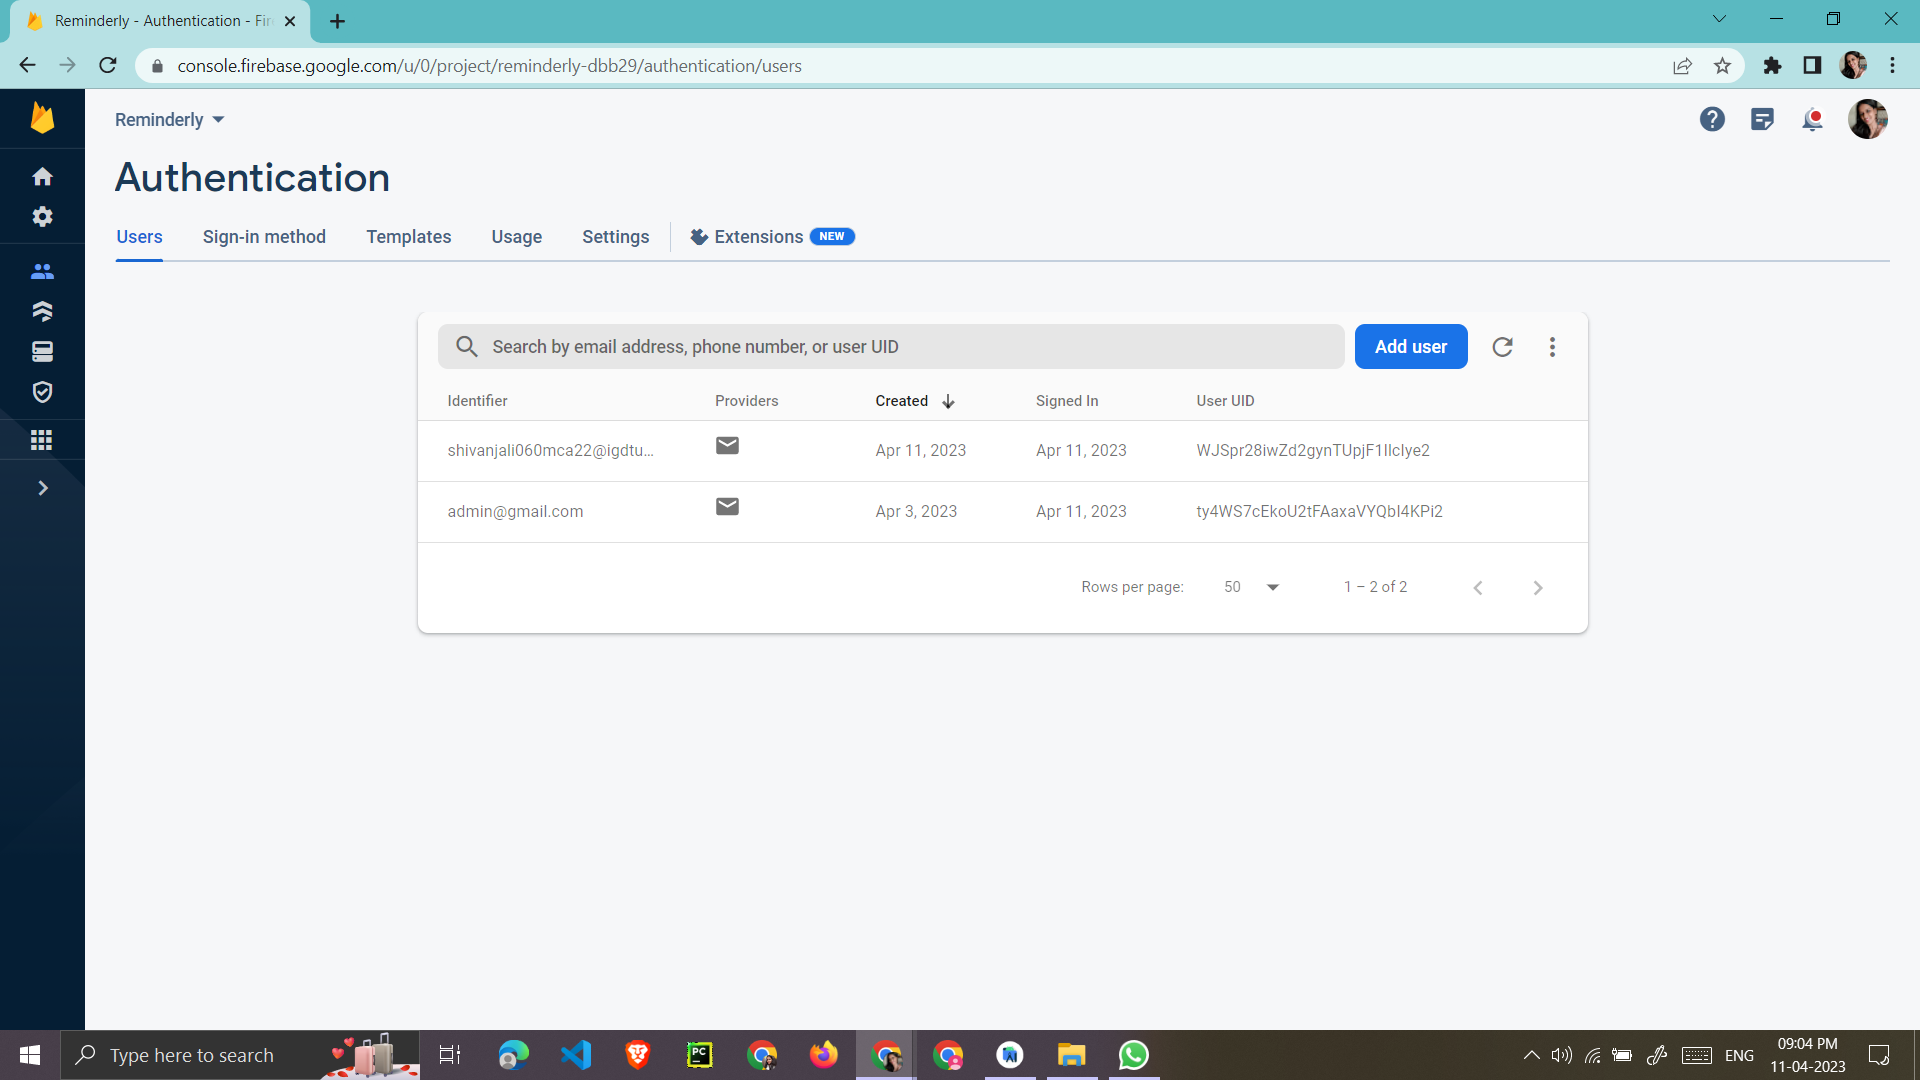 Reminderly - Authentication - Fir
console.firebase.google.com/u/0/project/reminderly-dbb29/authentication/users
Reminderly
Authentication
Users
Sign-in method
Templates
Usage
Settings
Extensions NEW
Search by email address, phone number, or user UID
Add user
Identifier Providers Created Signed In User UID
shivanjali060mca22@igdtu... Apr 11, 2023 Apr 11, 2023 WJSpr28iwZd2gynTUpjF1IlcIye2
admin@gmail.com Apr 3, 2023 Apr 11, 2023 ty4WS7cEkoU2tFAaxaVYQbI4KPi2
Rows per page: 50 1 – 2 of 2
Type here to search
PC
ENG
09:04 PM
11-04-2023